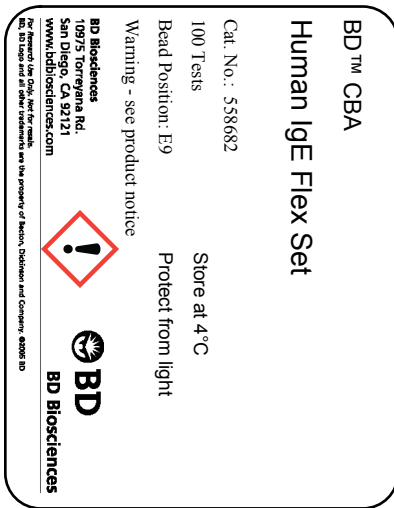 BD™ CBA
Human IgE Flex Set
Cat. No.: 558682
100 Tests
Store at 4°C
Bead Position: E9
Protect from light
Warning - see product notice
BD Biosciences
10975 Torreyana Rd.
San Diego, CA 92121
www.bdbiosciences.com
!
BD
BD Biosciences
For Research Use Only. Not for resale.
BD, BD Logo and all other trademarks are the property of Becton, Dickinson and Company. ©2005 BD